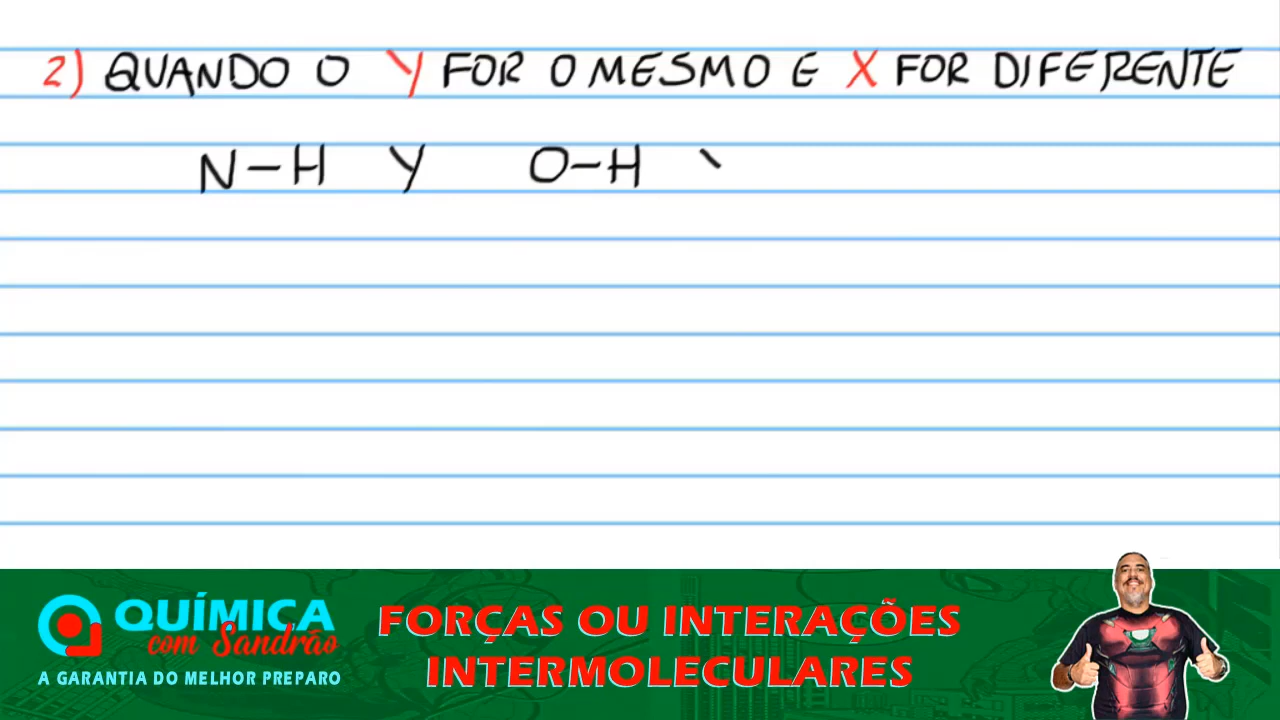 2) QUANDO O Y FOR O MESMO E X FOR DIFERENTE
N-H Y O-H
QUÍMICA
com Sandrão
A GARANTIA DO MELHOR PREPARO
FORÇAS OU INTERAÇÕES
INTERMOLECULARES